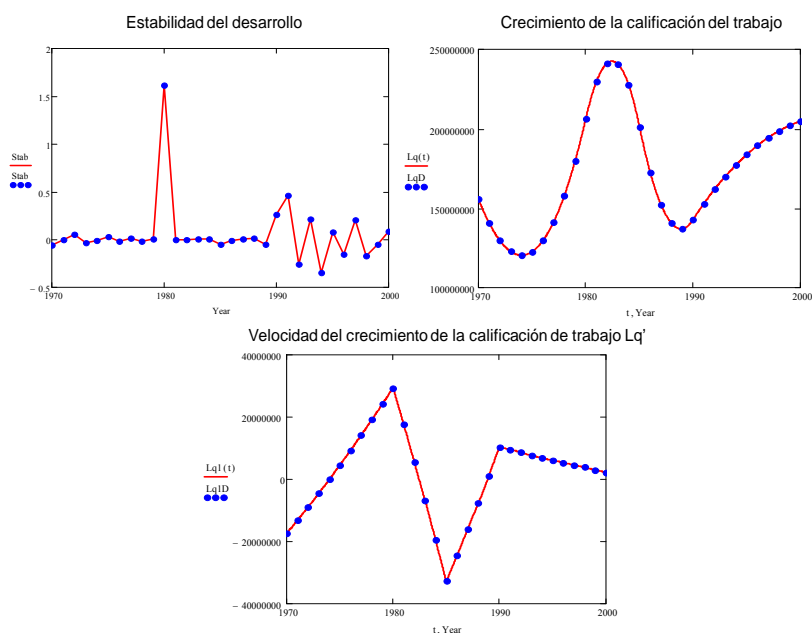 Estabilidad del desarrollo
2
1.5
1
0.5
0
− 0.5
1970
1980
1990
2000
Stab
Stab
Year
Crecimiento de la calificación del trabajo
250000000
200000000
150000000
100000000
1970
1980
1990
2000
Lq(t)
LqD
t , Year
Velocidad del crecimiento de la calificación de trabajo Lq’
40000000
20000000
0
− 20000000
− 40000000
1970
1980
1990
2000
Lq1(t)
Lq1D
t , Year